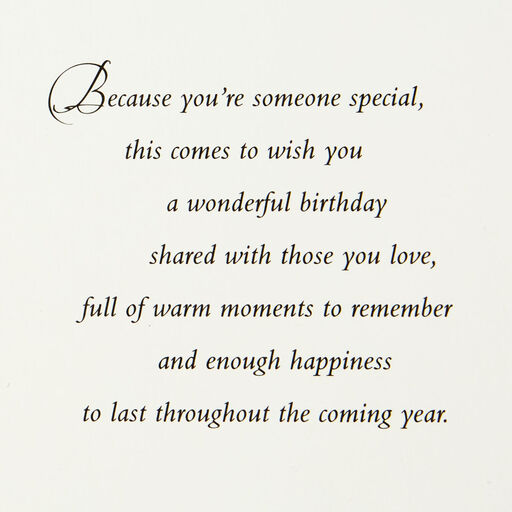 Because you're someone special,
this comes to wish you
a wonderful birthday
shared with those you love,
full of warm moments to remember
and enough happiness
to last throughout the coming year.